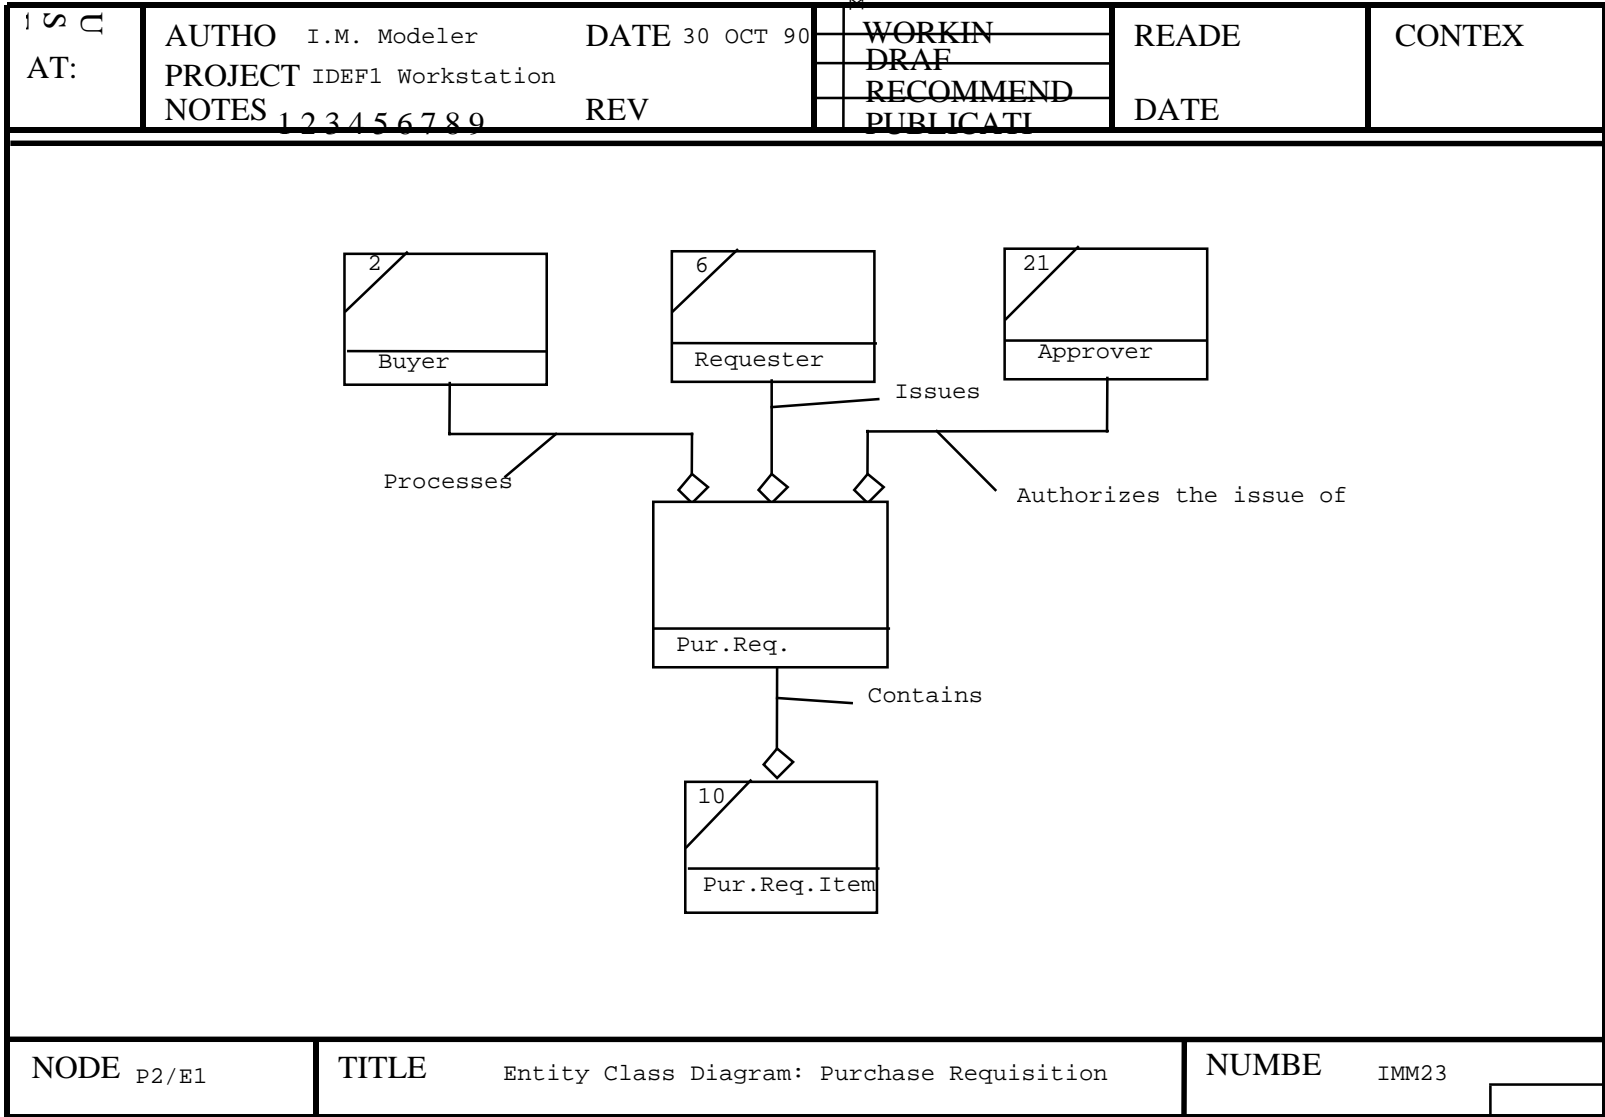 U
S
AT:
AUTHO I.M. Modeler DATE 30 OCT 90
PROJECT IDEF1 Workstation
NOTES 1 2 3 4 5 6 7 8 9 REV
WORKIN
DRAF
RECOMMEND
PUBLICATI
READE
DATE
CONTEX
2
Buyer
6
Requester
21
Approver
Issues
Processes
Authorizes the issue of
Pur.Req.
Contains
10
Pur.Req.Item
NODE P2/E1
TITLE Entity Class Diagram: Purchase Requisition
NUMBE IMM23